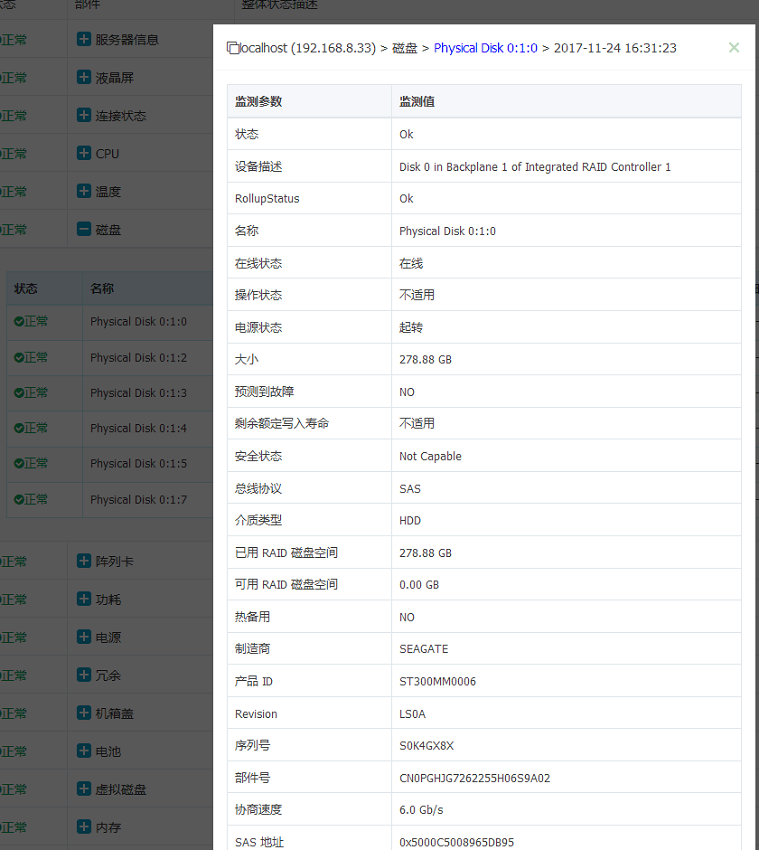 状态 部件 整体状态描述
正常 服务器信息
正常 液晶屏
正常 连接状态
正常 CPU
正常 温度
正常 磁盘
状态 名称
正常 Physical Disk 0:1:0
正常 Physical Disk 0:1:2
正常 Physical Disk 0:1:3
正常 Physical Disk 0:1:4
正常 Physical Disk 0:1:5
正常 Physical Disk 0:1:7
正常 阵列卡
正常 功耗
正常 电源
正常 冗余
正常 机箱盖
正常 电池
正常 虚拟磁盘
正常 内存
localhost (192.168.8.33) > 磁盘 > Physical Disk 0:1:0 > 2017-11-24 16:31:23
监测参数 监测值
状态 Ok
设备描述 Disk 0 in Backplane 1 of Integrated RAID Controller 1
RollupStatus Ok
名称 Physical Disk 0:1:0
在线状态 在线
操作状态 不适用
电源状态 起转
大小 278.88 GB
预测到故障 NO
剩余额定写入寿命 不适用
安全状态 Not Capable
总线协议 SAS
介质类型 HDD
已用 RAID 磁盘空间 278.88 GB
可用 RAID 磁盘空间 0.00 GB
热备用 NO
制造商 SEAGATE
产品 ID ST300MM0006
Revision LS0A
序列号 S0K4GX8X
部件号 CN0PGHJG7262255H06S9A02
协商速度 6.0 Gb/s
SAS 地址 0x5000C5008965DB95